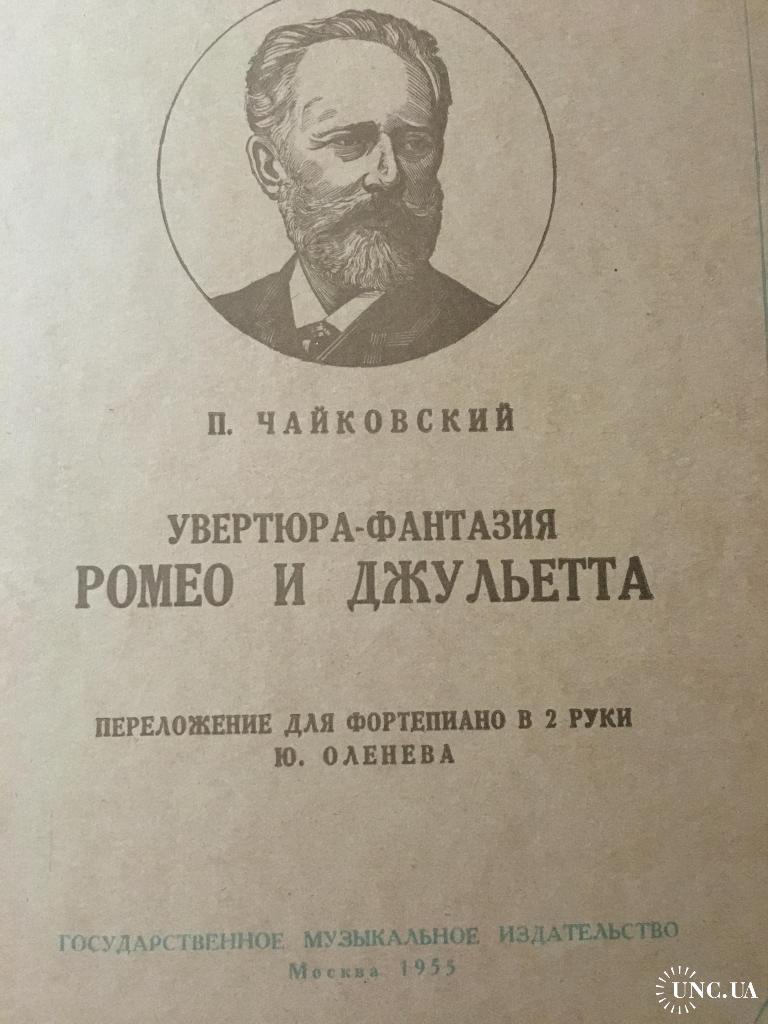 П. ЧАЙКОВСКИЙ
УВЕРТЮРА-ФАНТАЗИЯ
РОМЕО И ДЖУЛЬЕТТА
ПЕРЕЛОЖЕНИЕ ДЛЯ ФОРТЕПИАНО В 2 РУКИ
Ю. ОЛЕНЕВА
ГОСУДАРСТВЕННОЕ МУЗЫКАЛЬНОЕ ИЗДАТЕЛЬСТВО
Москва 1955
UNC.UA